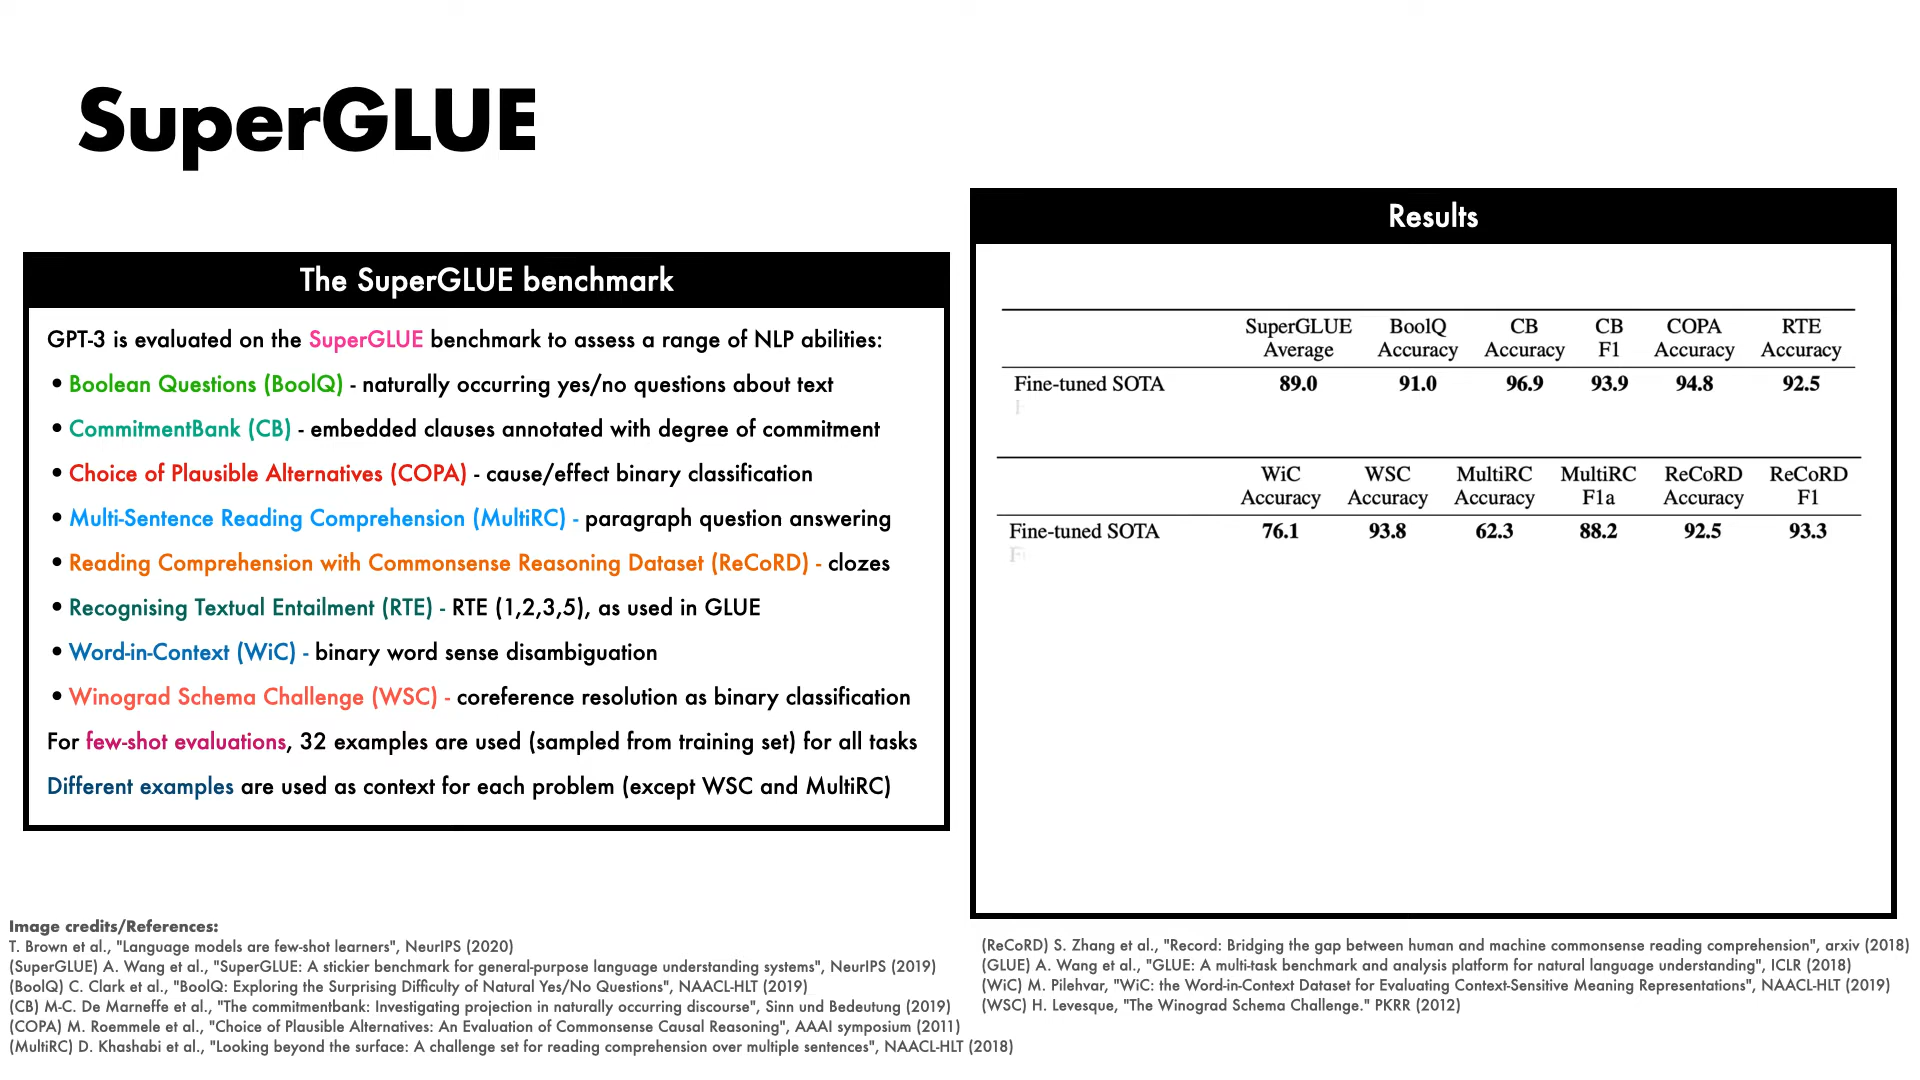 SuperGLUE
The SuperGLUE benchmark
GPT-3 is evaluated on the SuperGLUE benchmark to assess a range of NLP abilities:
• Boolean Questions (BoolQ) - naturally occurring yes/no questions about text
• CommitmentBank (CB) - embedded clauses annotated with degree of commitment
• Choice of Plausible Alternatives (COPA) - cause/effect binary classification
• Multi-Sentence Reading Comprehension (MultiRC) - paragraph question answering
• Reading Comprehension with Commonsense Reasoning Dataset (ReCoRD) - clozes
• Recognising Textual Entailment (RTE) - RTE (1,2,3,5), as used in GLUE
• Word-in-Context (WiC) - binary word sense disambiguation
• Winograd Schema Challenge (WSC) - coreference resolution as binary classification
For few-shot evaluations, 32 examples are used (sampled from training set) for all tasks
Different examples are used as context for each problem (except WSC and MultiRC)
Results
SuperGLUE BoolQ CB CB COPA RTE
Average Accuracy Accuracy F1 Accuracy Accuracy
Fine-tuned SOTA 89.0 91.0 96.9 93.9 94.8 92.5
WiC WSC MultiRC MultiRC ReCoRD ReCoRD
Accuracy Accuracy Accuracy F1a Accuracy F1
Fine-tuned SOTA 76.1 93.8 62.3 88.2 92.5 93.3
Image credits/References:
T. Brown et al., "Language models are few-shot learners", NeurIPS (2020)
(SuperGLUE) A. Wang et al., "SuperGLUE: A stickier benchmark for general-purpose language understanding systems", NeurIPS (2019)
(BoolQ) C. Clark et al., "BoolQ: Exploring the Surprising Difficulty of Natural Yes/No Questions", NAACL-HLT (2019)
(CB) M-C. De Marneffe et al., "The commitmentbank: Investigating projection in naturally occurring discourse", Sinn und Bedeutung (2019)
(COPA) M. Roemmele et al., "Choice of Plausible Alternatives: An Evaluation of Commonsense Causal Reasoning", AAAI symposium (2011)
(MultiRC) D. Khashabi et al., "Looking beyond the surface: A challenge set for reading comprehension over multiple sentences", NAACL-HLT (2018)
(ReCoRD) S. Zhang et al., "Record: Bridging the gap between human and machine commonsense reading comprehension", arxiv (2018)
(GLUE) A. Wang et al., "GLUE: A multi-task benchmark and analysis platform for natural language understanding", ICLR (2018)
(WiC) M. Pilehvar, "WiC: the Word-in-Context Dataset for Evaluating Context-Sensitive Meaning Representations", NAACL-HLT (2019)
(WSC) H. Levesque, "The Winograd Schema Challenge." PKRR (2012)